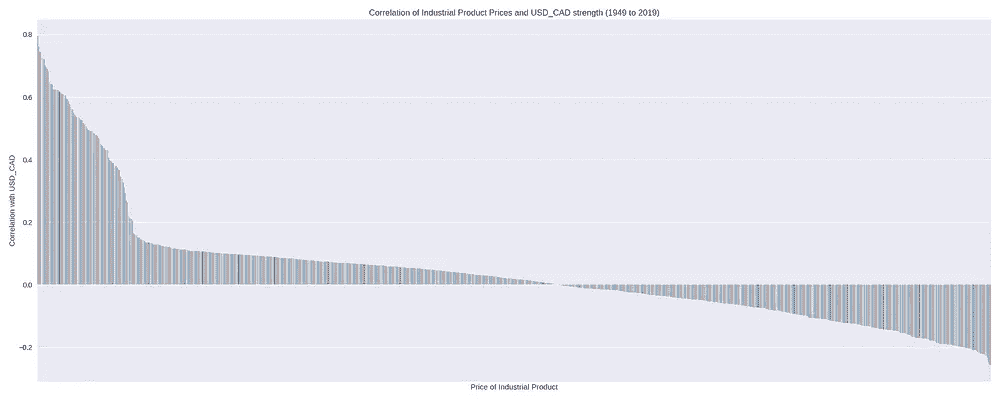 Correlation of Industrial Product Prices and USD_CAD strength (1949 to 2019)
0.8
0.6
0.4
0.2
0.0
−0.2
Correlation with USD_CAD
Price of Industrial Product